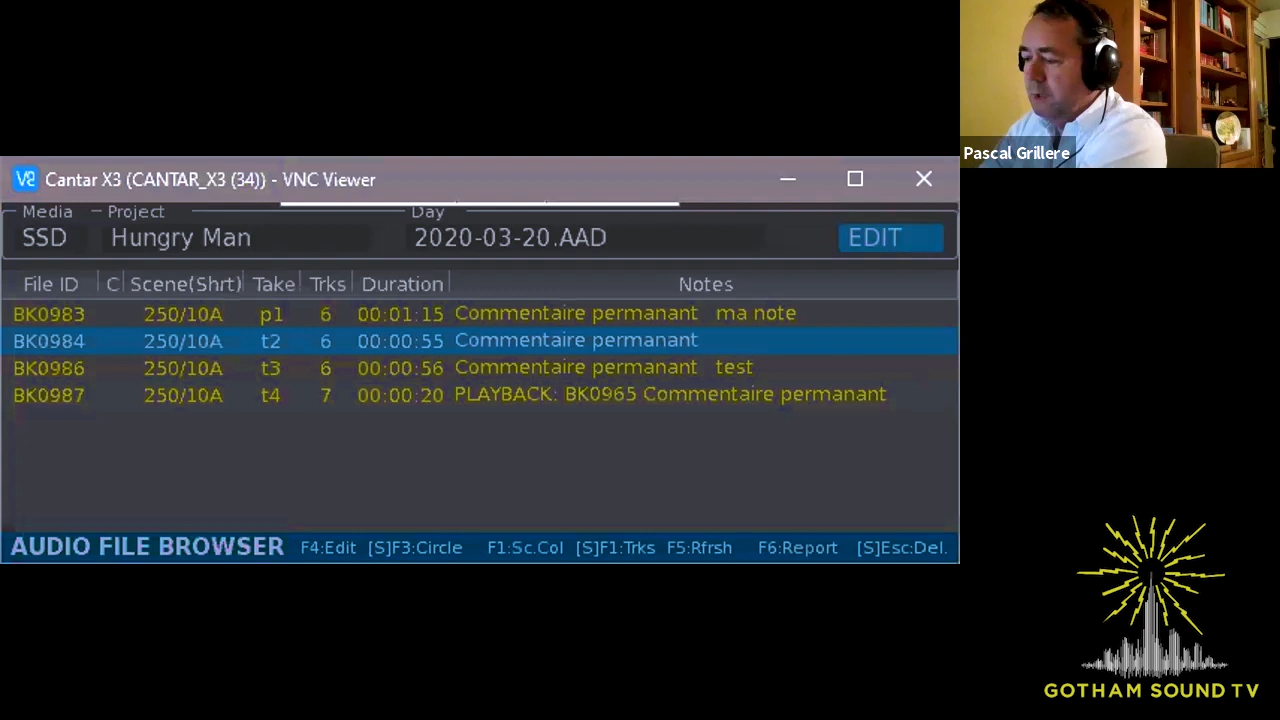 Pascal Grillere
V2 Cantar X3 (CANTAR_X3 (34)) - VNC Viewer
Media Project Day
SSD Hungry Man 2020-03-20.AAD EDIT
File ID C Scene(Shrt) Take Trks Duration Notes
BK0983 250/10A p1 6 00:01:15 Commentaire permanant ma note
BK0984 250/10A t2 6 00:00:55 Commentaire permanant
BK0986 250/10A t3 6 00:00:56 Commentaire permanant test
BK0987 250/10A t4 7 00:00:20 PLAYBACK: BK0965 Commentaire permanant
AUDIO FILE BROWSER F4:Edit [S]F3:Circle F1:Sc.Col [S]F1:Trks F5:Rfrsh F6:Report [S]Esc:Del.
GOTHAM SOUND TV